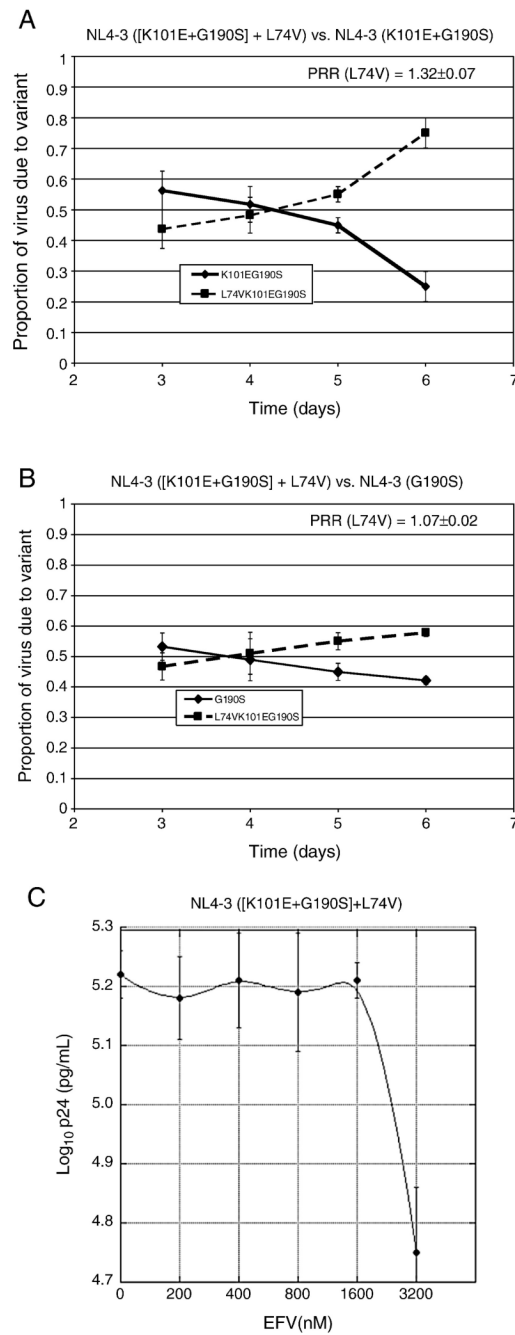 A
NL4-3 ([K101E+G190S] + L74V) vs. NL4-3 (K101E+G190S)
PRR (L74V) = 1.32±0.07
Proportion of virus due to variant
1
0.9
0.8
0.7
0.6
0.5
0.4
0.3
0.2
0.1
0
K101EG190S
L74VK101EG190S
2 3 4 5 6 7
Time (days)
B
NL4-3 ([K101E+G190S] + L74V) vs. NL4-3 (G190S)
PRR (L74V) = 1.07±0.02
Proportion of virus due to variant
1
0.9
0.8
0.7
0.6
0.5
0.4
0.3
0.2
0.1
0
G190S
L74VK101EG190S
2 3 4 5 6 7
Time (days)
C
NL4-3 ([K101E+G190S]+L74V)
Log10 p24 (pg/mL)
5.3
5.2
5.1
5.0
4.9
4.8
4.7
0 200 400 800 1600 3200
EFV(nM)